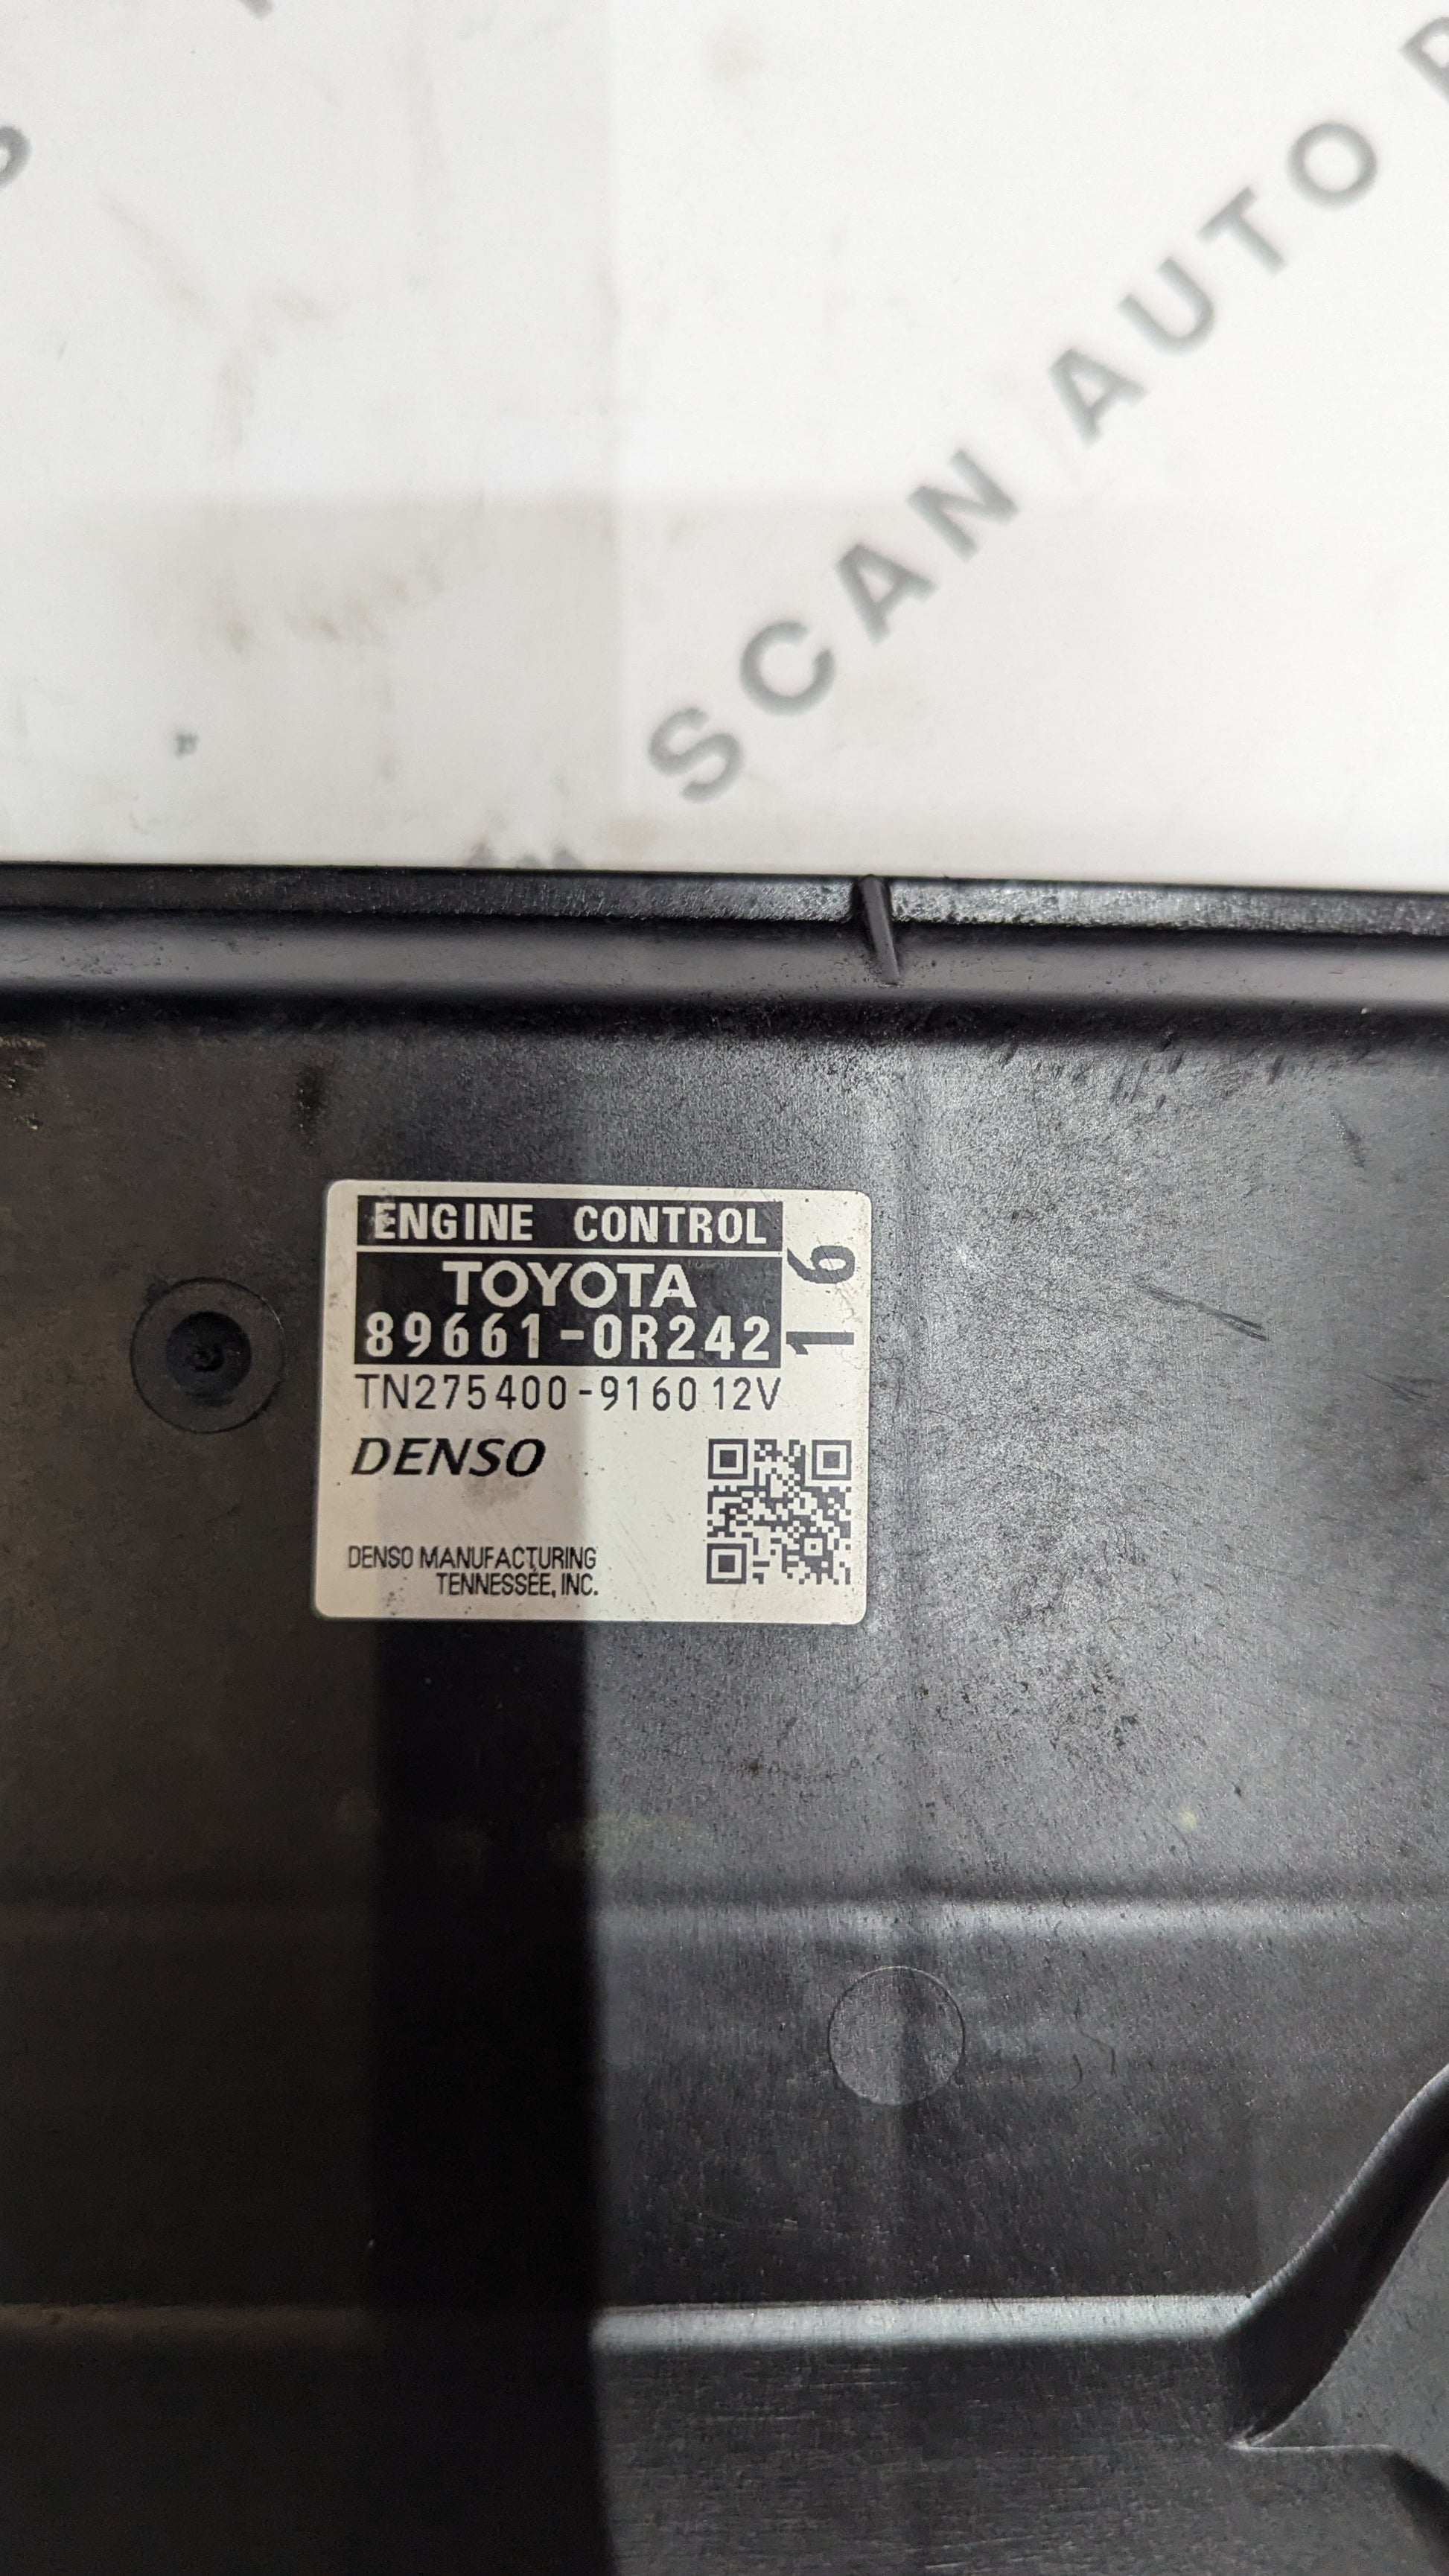 SCAN AUTO
ENGINE CONTROL
TOYOTA
89661-0R242
16
TN275400-9160 12V
DENSO
DENSO MANUFACTURING
TENNESSEE, INC.